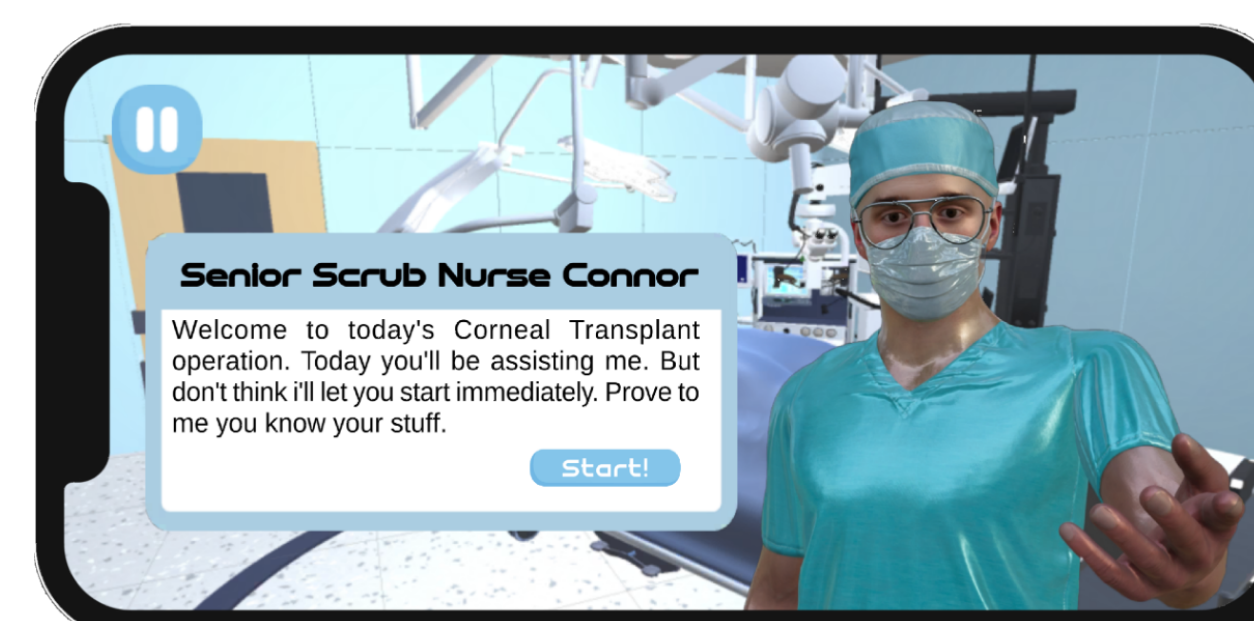 Senior Scrub Nurse Connor
Welcome to today's Corneal Transplant
operation. Today you'll be assisting me. But
don't think i'll let you start immediately. Prove to
me you know your stuff.
Start!